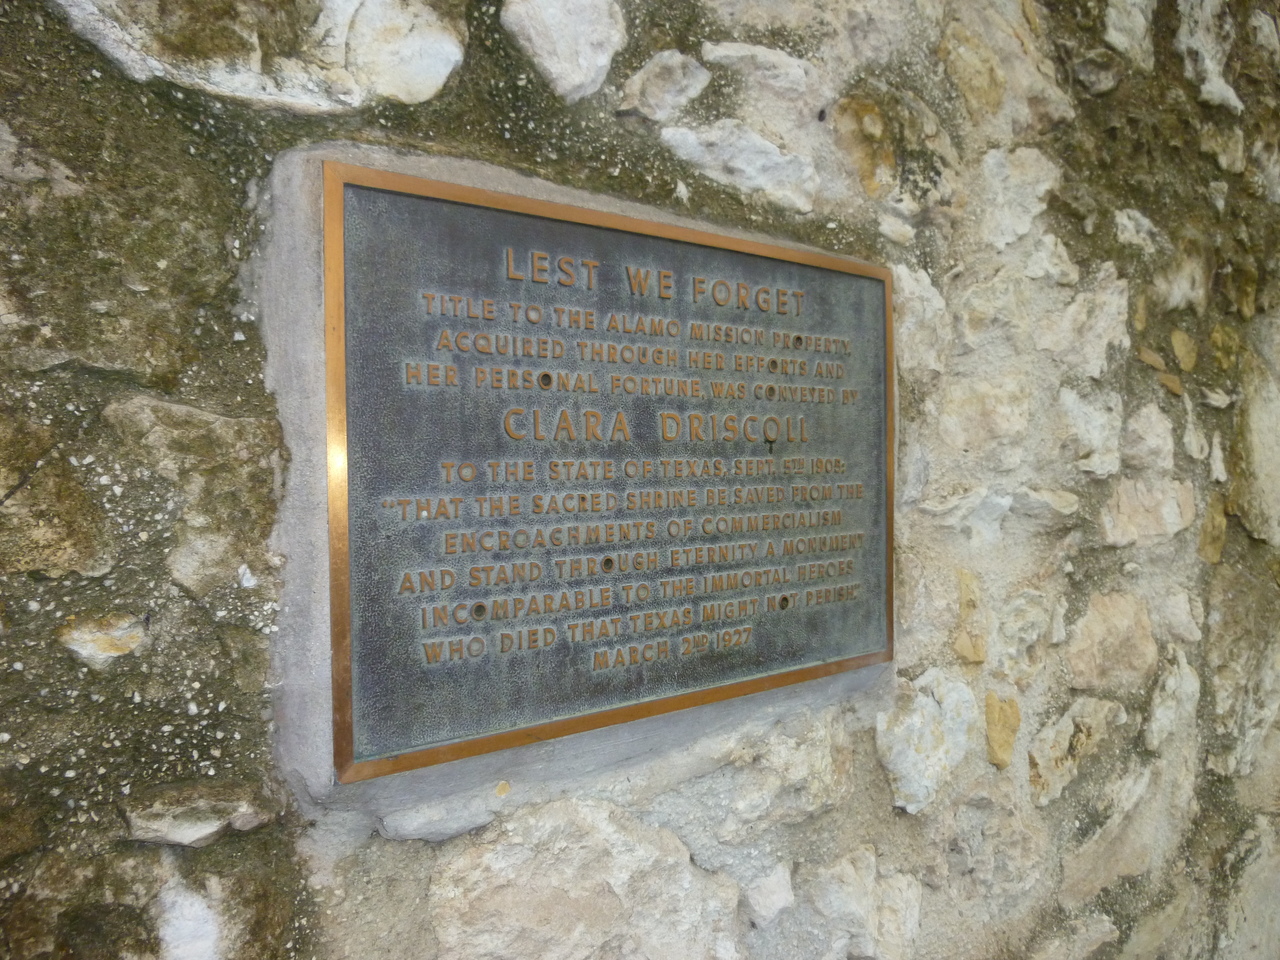 LEST WE FORGET
TITLE TO THE ALAMO MISSION PROPERTY,
ACQUIRED THROUGH HER EFFORTS AND
HER PERSONAL FORTUNE, WAS CONVEYED BY
CLARA DRISCOLL
TO THE STATE OF TEXAS, SEPT. 5TH 1905:
"THAT THE SACRED SHRINE BE SAVED FROM THE
ENCROACHMENTS OF COMMERCIALISM
AND STAND THROUGH ETERNITY A MONUMENT
INCOMPARABLE TO THE IMMORTAL HEROES
WHO DIED THAT TEXAS MIGHT NOT PERISH."
MARCH 2ND 1927